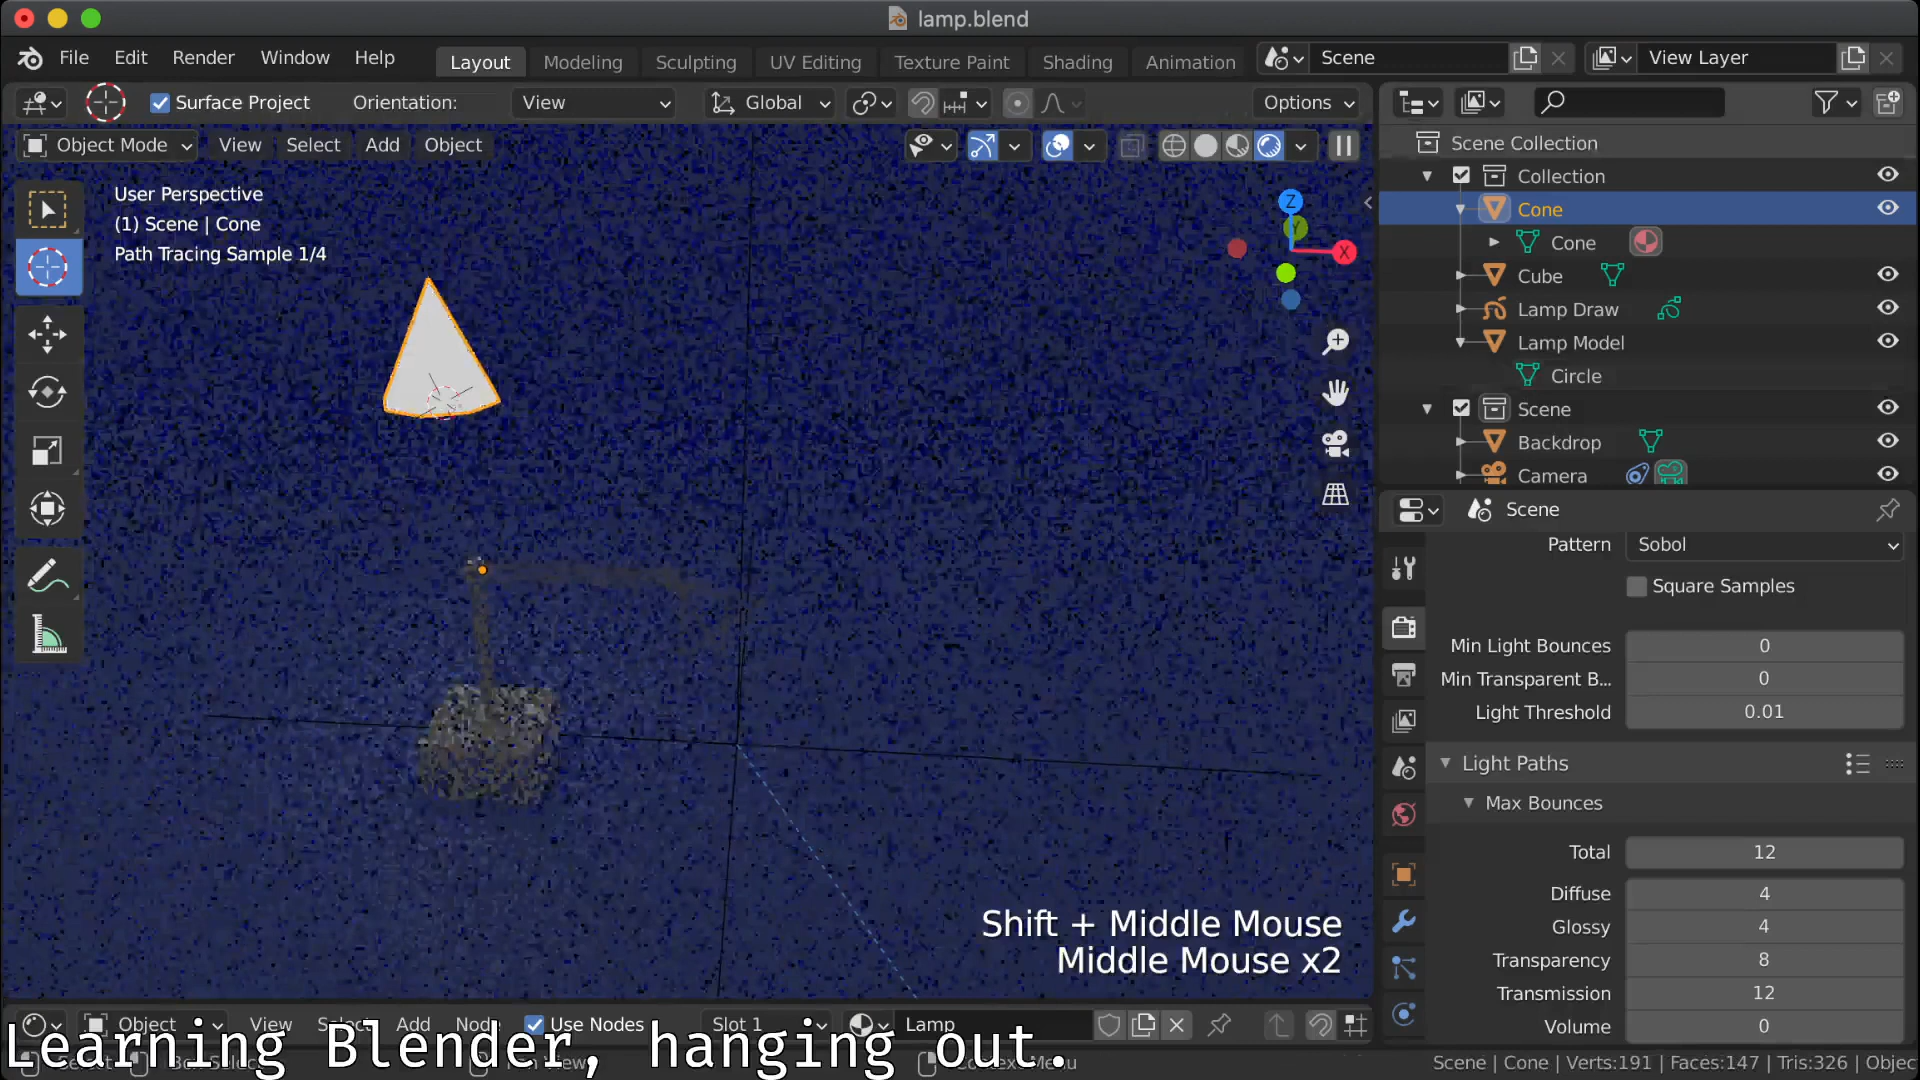 lamp.blend
File Edit Render Window Help
Layout Modeling Sculpting UV Editing Texture Paint Shading Animation
Scene
View Layer
Surface Project Orientation: View Global Options
Object Mode View Select Add Object
User Perspective
(1) Scene | Cone
Path Tracing Sample 1/4
Z
Y
X
Shift + Middle Mouse
Middle Mouse x2
Scene Collection
Collection
Cone
Cone
Cube
Lamp Draw
Lamp Model
Circle
Scene
Backdrop
Camera
Scene
Pattern Sobol
Square Samples
Min Light Bounces 0
Min Transparent B... 0
Light Threshold 0.01
Light Paths
Max Bounces
Total 12
Diffuse 4
Glossy 4
Transparency 8
Transmission 12
Volume 0
Object View Select Add Node Use Nodes Slot 1 Lamp
Learning Blender, hanging out.
Scene | Cone | Verts:191 | Faces:147 | Tris:326 | Objec